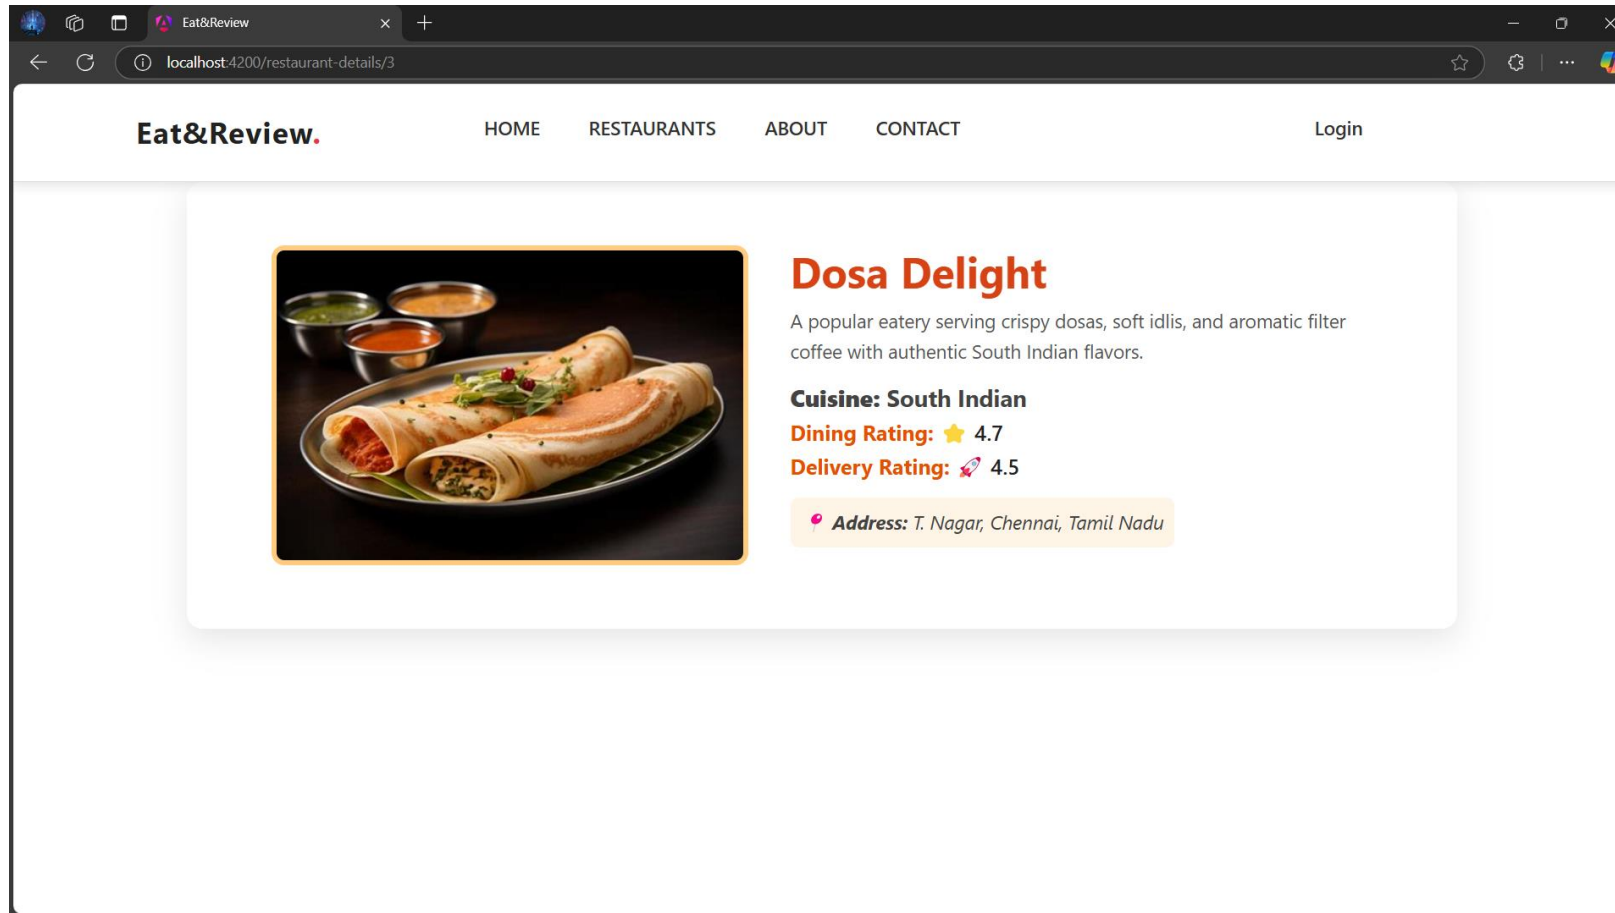 Eat&Review
localhost:4200/restaurant-details/3
Eat&Review.
HOME RESTAURANTS ABOUT CONTACT Login
Dosa Delight
A popular eatery serving crispy dosas, soft idlis, and aromatic filter
coffee with authentic South Indian flavors.
Cuisine: South Indian
Dining Rating: ⭐ 4.7
Delivery Rating: 🚀 4.5
📍 Address: T. Nagar, Chennai, Tamil Nadu